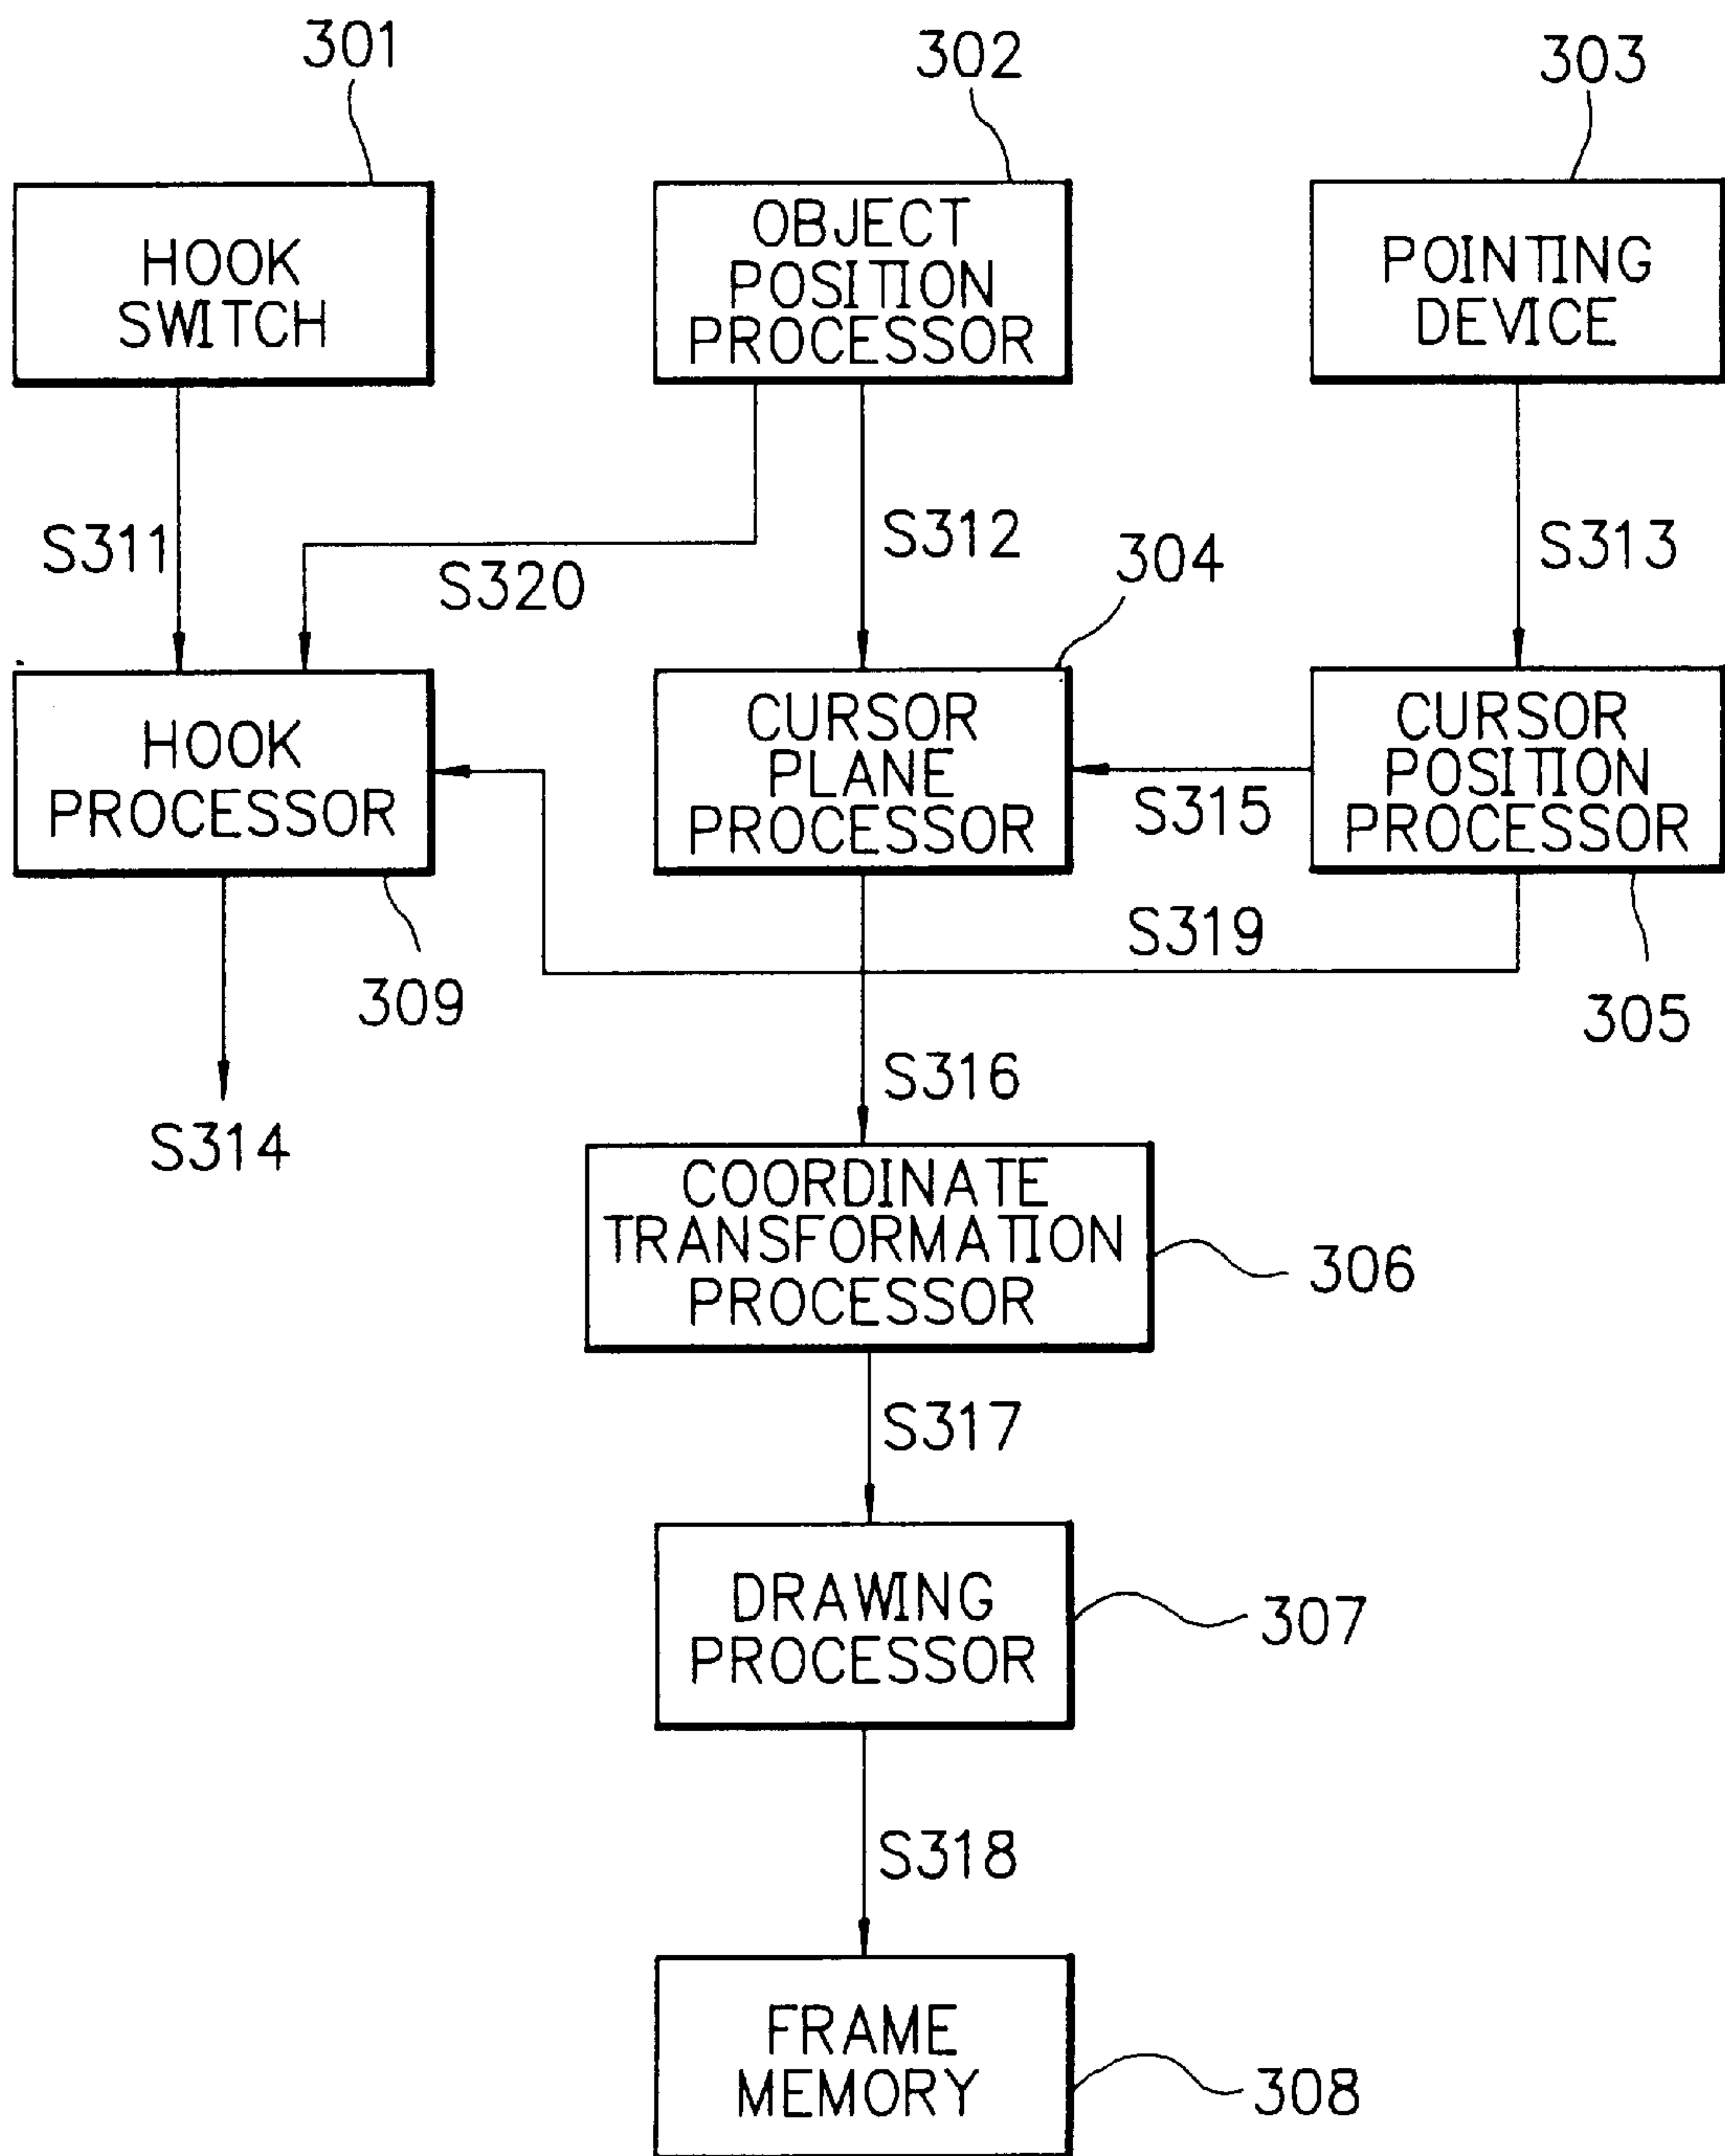 301
302
303
HOOK
SWITCH
OBJECT
POSITION
PROCESSOR
POINTING
DEVICE
S311
S320
S312
304
S313
HOOK
PROCESSOR
CURSOR
PLANE
PROCESSOR
S315
CURSOR
POSITION
PROCESSOR
309
S319
305
S314
S316
COORDINATE
TRANSFORMATION
PROCESSOR
306
S317
DRAWING
PROCESSOR
307
S318
FRAME
MEMORY
308